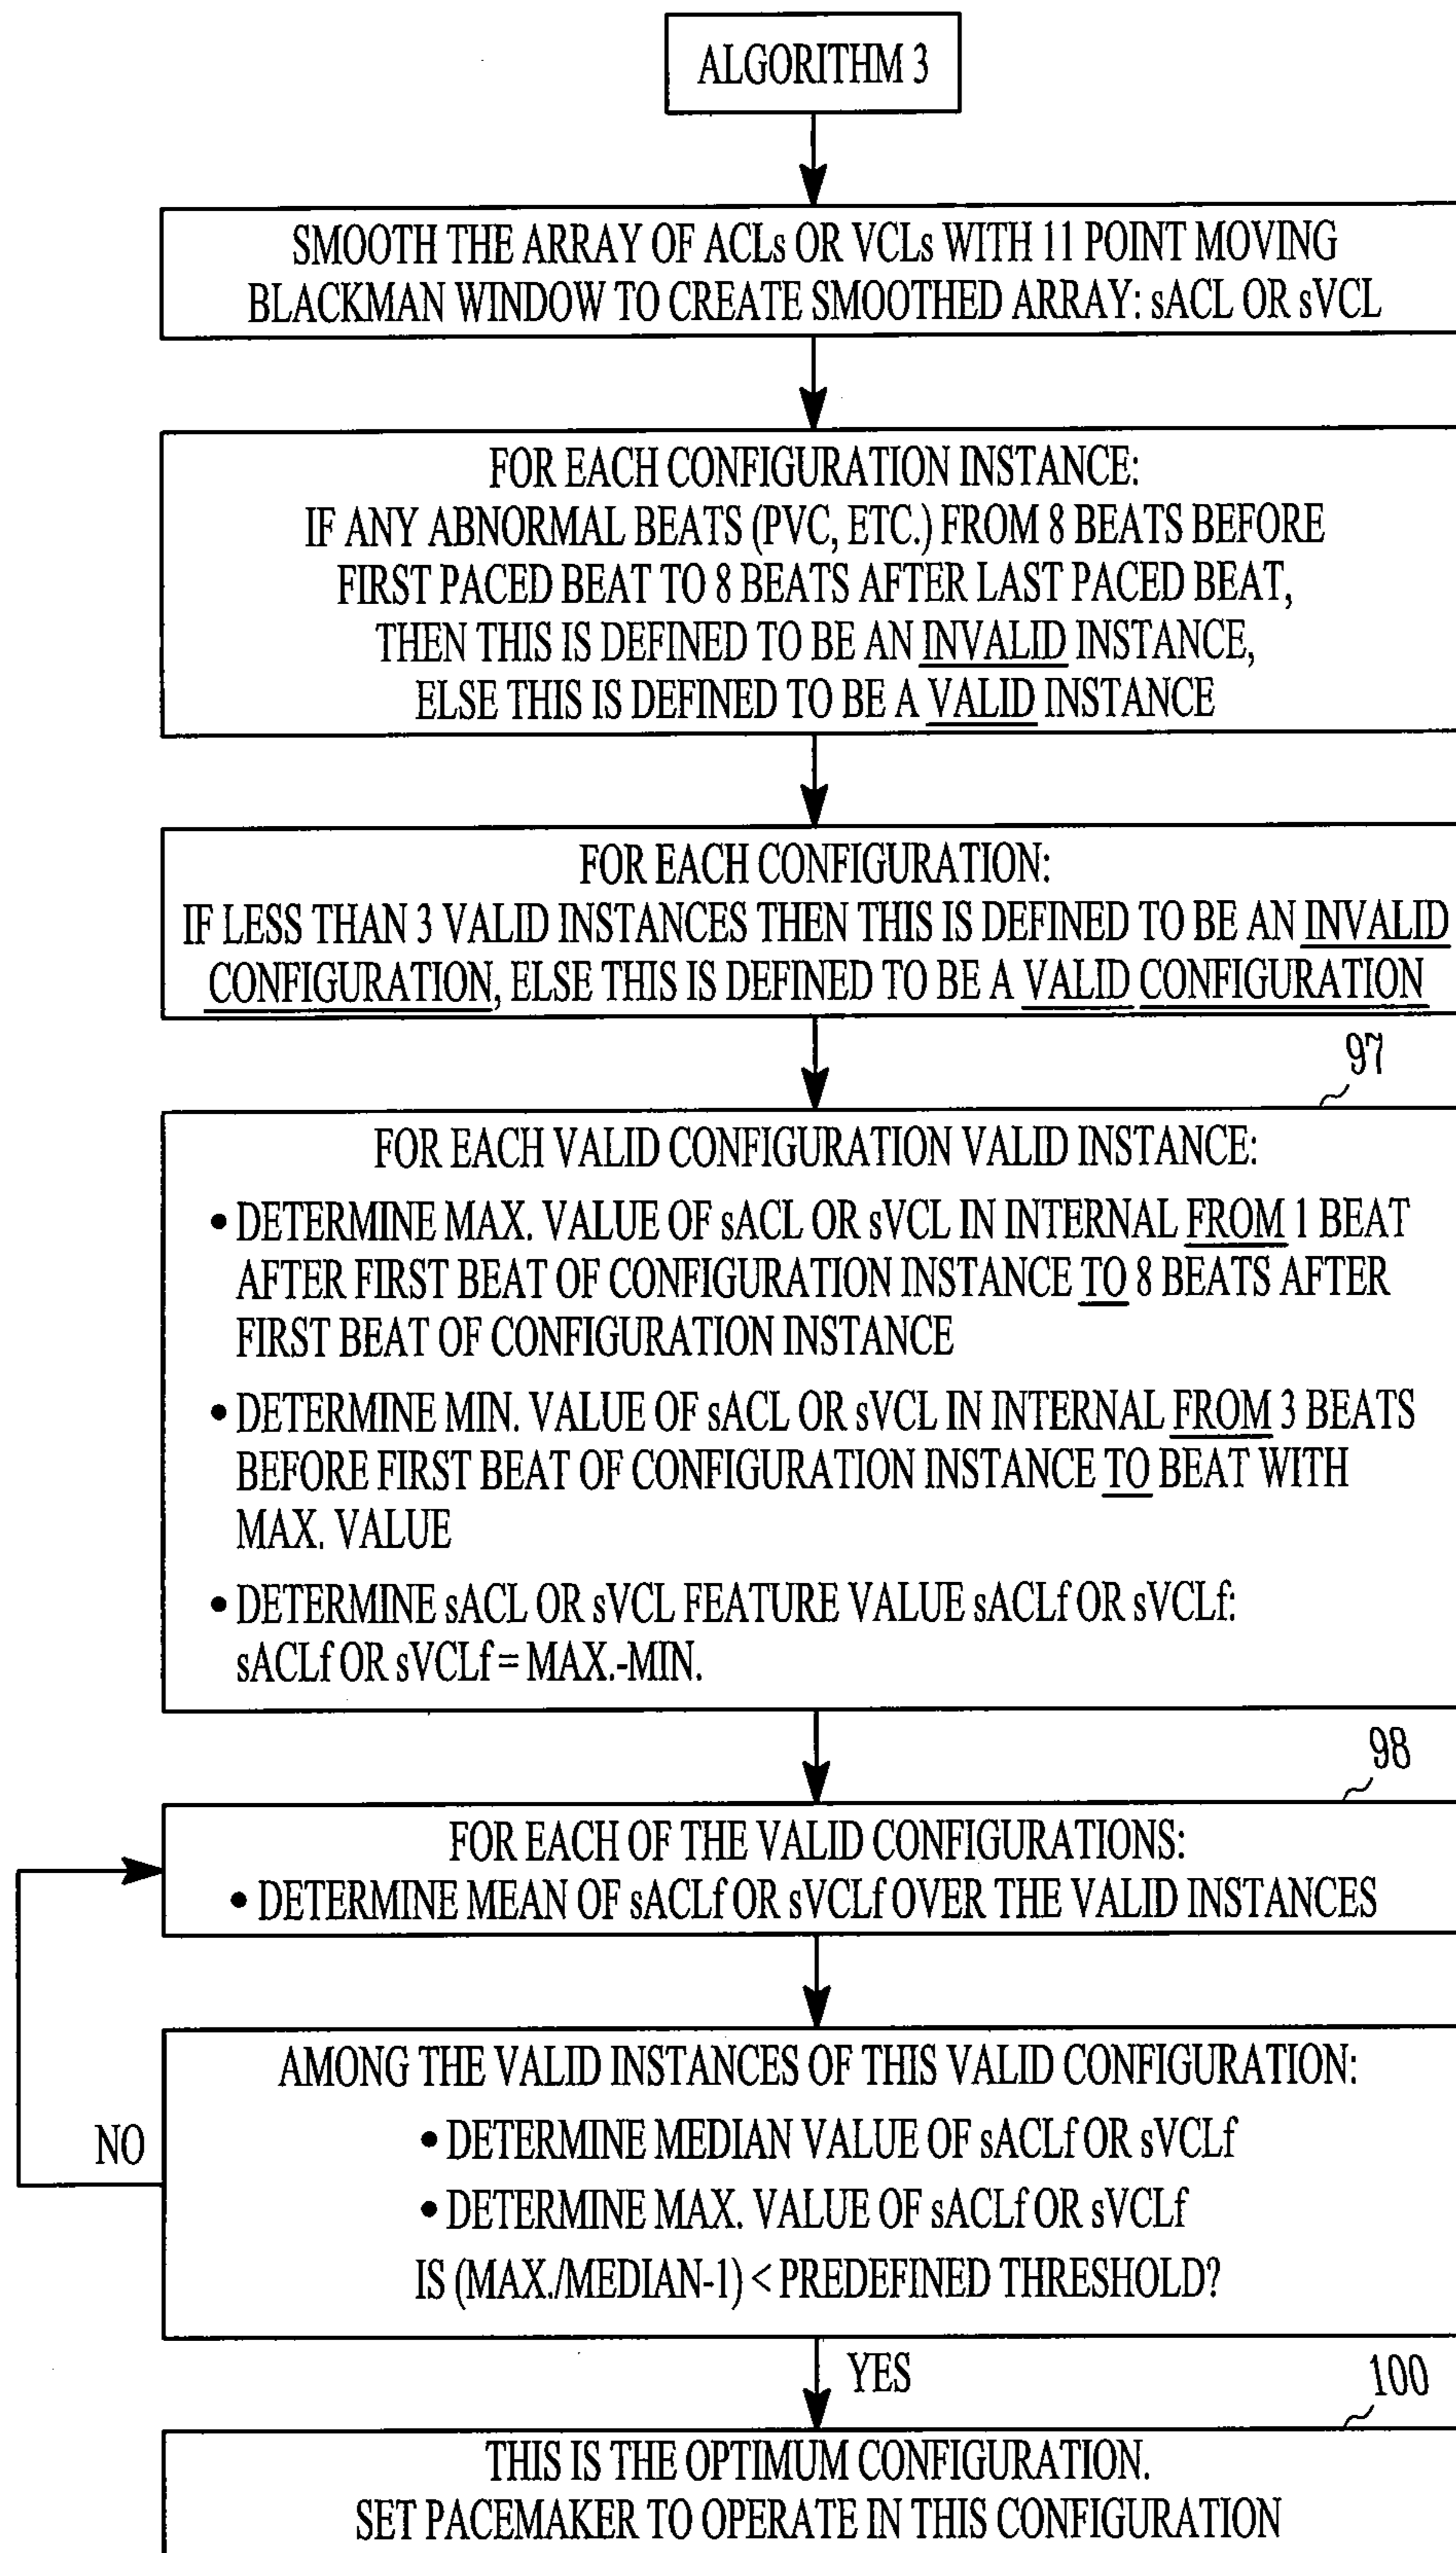 ALGORITHM 3
SMOOTH THE ARRAY OF ACLs OR VCLs WITH 11 POINT MOVING
BLACKMAN WINDOW TO CREATE SMOOTHED ARRAY: sACL OR sVCL
FOR EACH CONFIGURATION INSTANCE:
IF ANY ABNORMAL BEATS (PVC, ETC.) FROM 8 BEATS BEFORE
FIRST PACED BEAT TO 8 BEATS AFTER LAST PACED BEAT,
THEN THIS IS DEFINED TO BE AN INVALID INSTANCE,
ELSE THIS IS DEFINED TO BE A VALID INSTANCE
FOR EACH CONFIGURATION:
IF LESS THAN 3 VALID INSTANCES THEN THIS IS DEFINED TO BE AN INVALID
CONFIGURATION, ELSE THIS IS DEFINED TO BE A VALID CONFIGURATION
97
FOR EACH VALID CONFIGURATION VALID INSTANCE:
• DETERMINE MAX. VALUE OF sACL OR sVCL IN INTERNAL FROM 1 BEAT
AFTER FIRST BEAT OF CONFIGURATION INSTANCE TO 8 BEATS AFTER
FIRST BEAT OF CONFIGURATION INSTANCE
• DETERMINE MIN. VALUE OF sACL OR sVCL IN INTERNAL FROM 3 BEATS
BEFORE FIRST BEAT OF CONFIGURATION INSTANCE TO BEAT WITH
MAX. VALUE
• DETERMINE sACL OR sVCL FEATURE VALUE sACLf OR sVCLf:
sACLf OR sVCLf = MAX.-MIN.
98
FOR EACH OF THE VALID CONFIGURATIONS:
• DETERMINE MEAN OF sACLf OR sVCLf OVER THE VALID INSTANCES
AMONG THE VALID INSTANCES OF THIS VALID CONFIGURATION:
• DETERMINE MEDIAN VALUE OF sACLf OR sVCLf
• DETERMINE MAX. VALUE OF sACLf OR sVCLf
IS (MAX./MEDIAN-1) < PREDEFINED THRESHOLD?
NO
YES
100
THIS IS THE OPTIMUM CONFIGURATION.
SET PACEMAKER TO OPERATE IN THIS CONFIGURATION